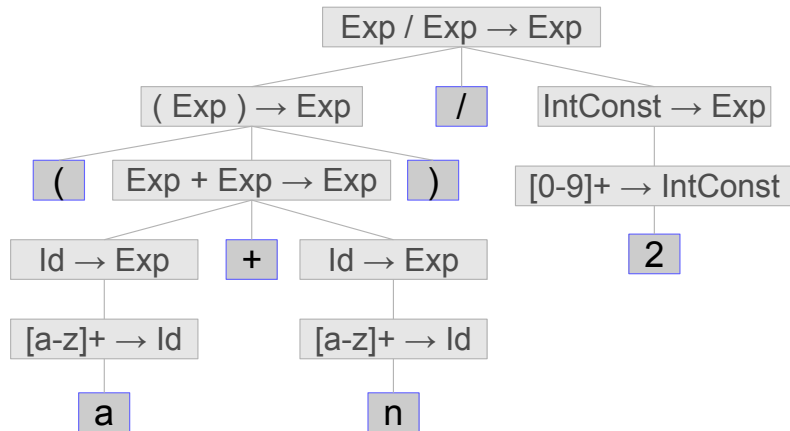 Exp / Exp → Exp
( Exp ) → Exp
/
IntConst → Exp
(
Exp + Exp → Exp
)
[0-9]+ → IntConst
Id → Exp
+
Id → Exp
2
[a-z]+ → Id
[a-z]+ → Id
a
n